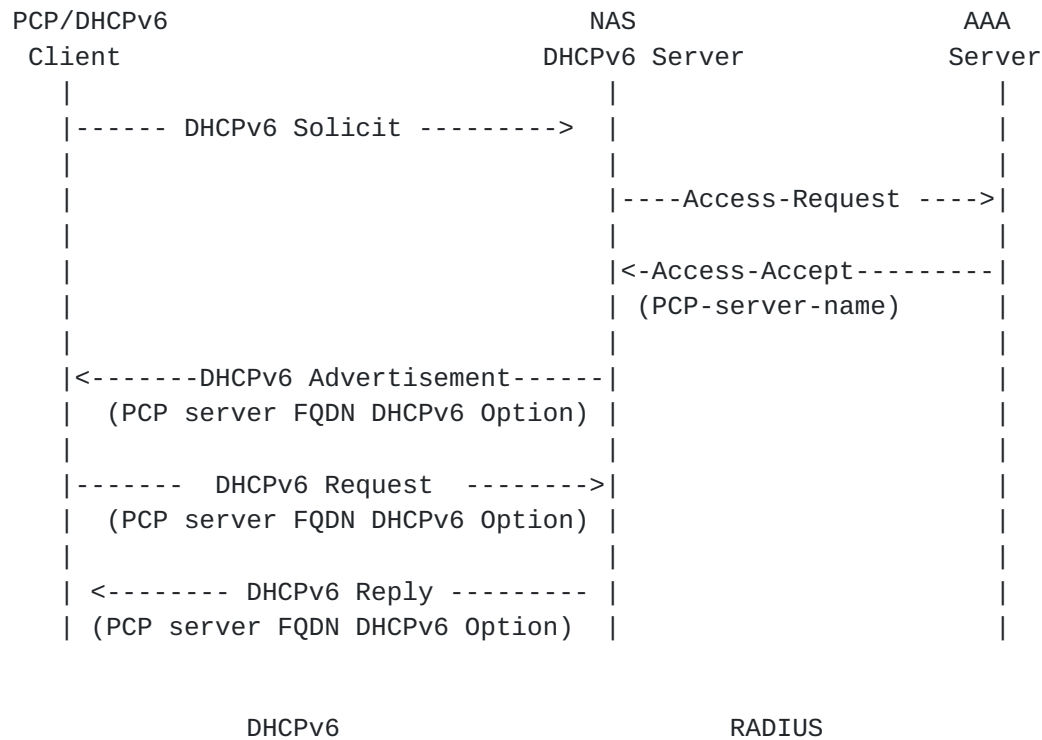 PCP/DHCPv6                           NAS                     AAA
 Client                           DHCPv6 Server             Server
   |                                  |                        |
   |------ DHCPv6 Solicit --------->  |                        |
   |                                  |                        |
   |                                  |----Access-Request ---->|
   |                                  |                        |
   |                                  |<-Access-Accept---------|
   |                                  | (PCP-server-name)      |
   |                                  |                        |
   |<-------DHCPv6 Advertisement------|                        |
   |  (PCP server FQDN DHCPv6 Option) |                        |
   |                                  |                        |
   |-------  DHCPv6 Request  -------->|                        |
   |  (PCP server FQDN DHCPv6 Option) |                        |
   |                                  |                        |
   | <-------- DHCPv6 Reply --------- |                        |
   | (PCP server FQDN DHCPv6 Option)  |                        |
               DHCPv6                         RADIUS